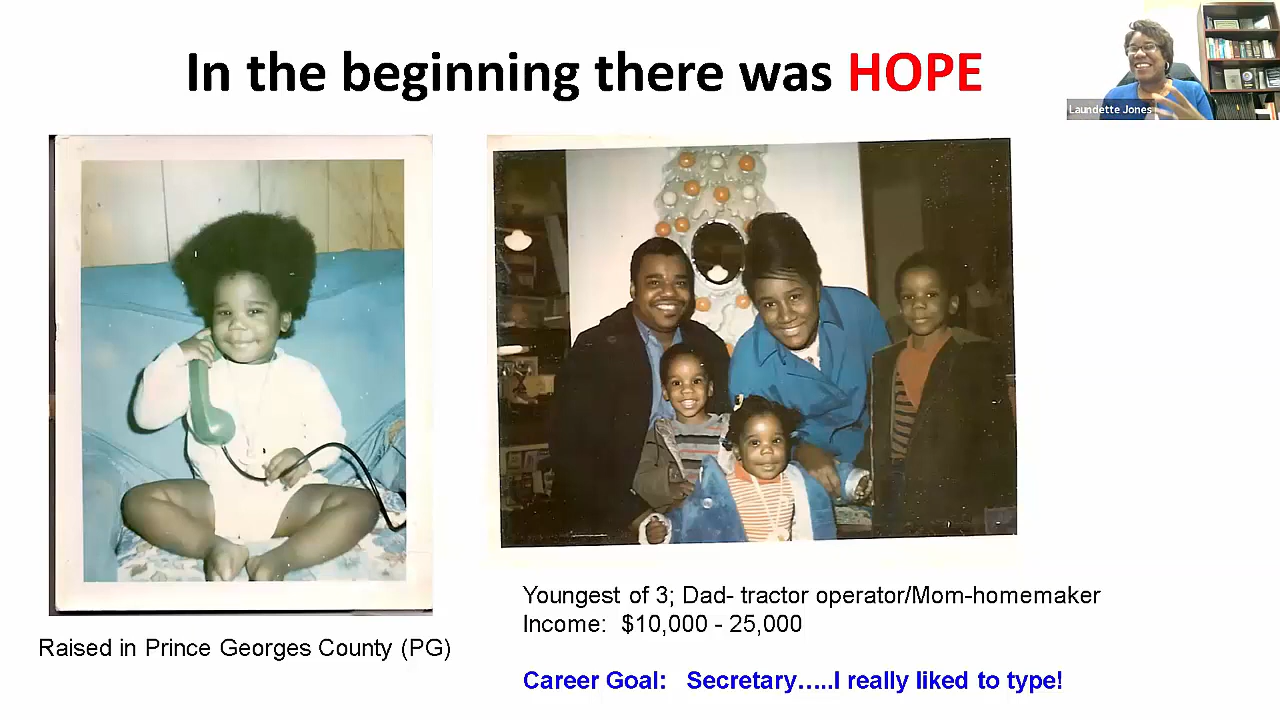 In the beginning there was HOPE
Laundette Jones
Raised in Prince Georges County (PG)
Youngest of 3; Dad- tractor operator/Mom-homemaker
Income:  $10,000 - 25,000
Career Goal:   Secretary…..I really liked to type!